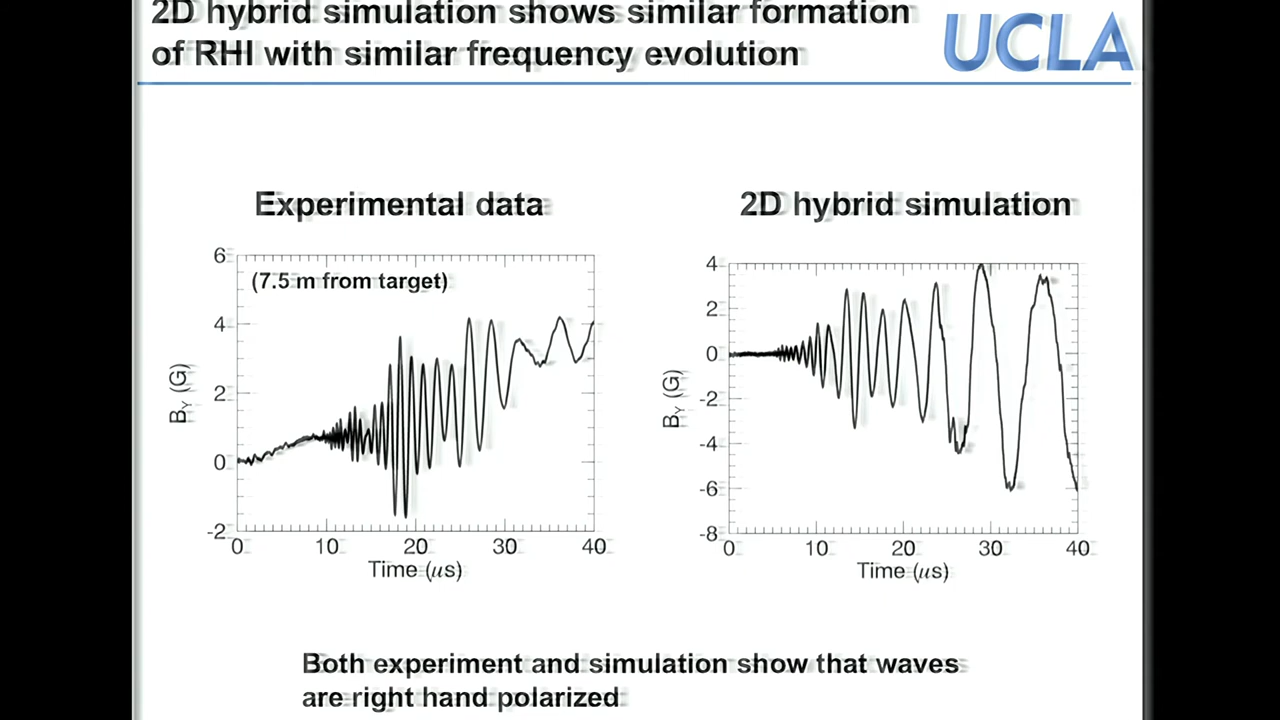 2D hybrid simulation shows similar formation
of RHI with similar frequency evolution
UCLA
Experimental data
(7.5 m from target)
6
4
2
0
-2
B_Y (G)
0 10 20 30 40
Time (μs)
2D hybrid simulation
4
2
0
-2
-4
-6
-8
B_Y (G)
0 10 20 30 40
Time (μs)
Both experiment and simulation show that waves
are right hand polarized